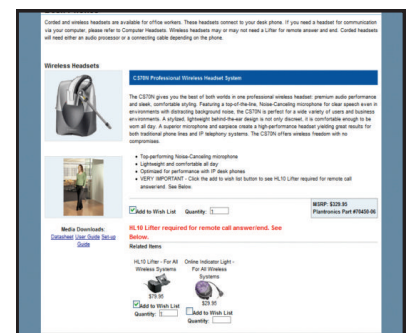 Corded and wireless headsets are available for office workers. These headsets connect to your desk phone. If you need a headset for communication
via your computer, please refer to Computer Headsets. Wireless headsets may or may not need a Lifter for remote answer and end. Corded headsets
will need either an audio processor or a connecting cable depending on the phone.
Wireless Headsets
CS70N Professional Wireless Headset System
The CS70N gives you the best of both worlds in one professional wireless headset: premium audio performance
and sleek, comfortable styling. Featuring a top-of-the-line, Noise-Canceling microphone for clear speech even in
environments with distracting background noise, the CS70N is perfect for a wide variety of users and business
environments. A stylized, lightweight behind-the-ear design is not only discreet, it is comfortable enough to be
worn all day. A superior microphone and earpiece create a high-performance headset yielding great results for
both traditional phone lines and IP telephony systems. The CS70N offers wireless freedom with no
compromises.
• Top-performing Noise-Canceling microphone
• Lightweight and comfortable all day
• Optimized for performance with IP desk phones
• VERY IMPORTANT - Click the add to wish list button to see HL10 Lifter required for remote call
answer/end. See Below.
Add to Wish List Quantity: 1
MSRP: $329.95
Plantronics Part #70450-06
Media Downloads:
Datasheet User Guide Set-up
Guide
HL10 Lifter required for remote call answer/end. See
Below.
Related Items
HL10 Lifter - For All
Wireless Systems
$79.95
Add to Wish List
Quantity: 1
Online Indicator Light -
For All Wireless
Systems
$29.95
Add to Wish List
Quantity: